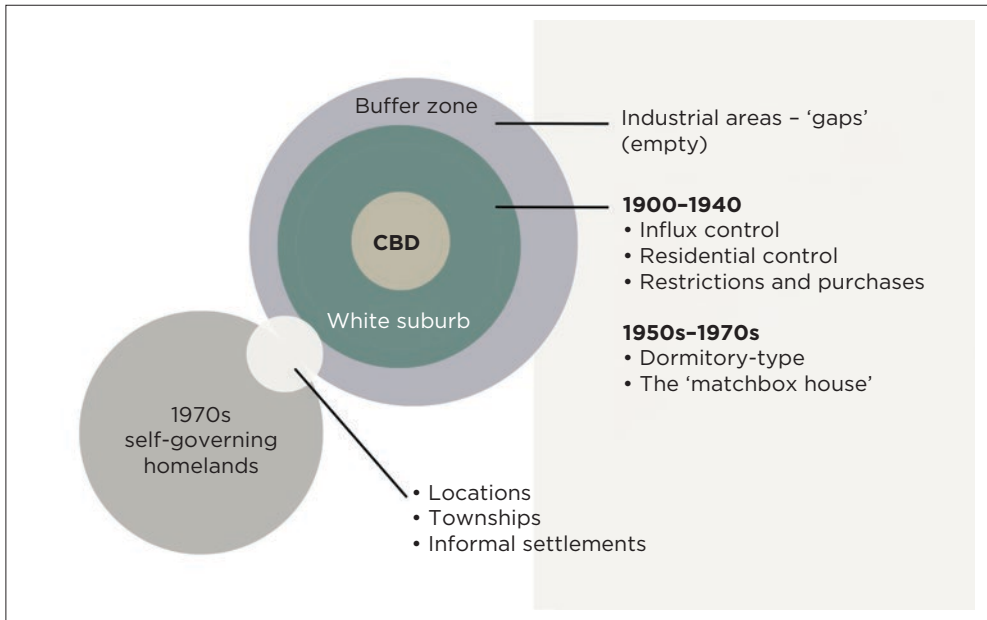 Buffer zone
Industrial areas – ‘gaps’
(empty)
CBD
1900–1940
• Influx control
• Residential control
• Restrictions and purchases
White suburb
1950s–1970s
• Dormitory-type
• The ‘matchbox house’
1970s
self-governing
homelands
• Locations
• Townships
• Informal settlements